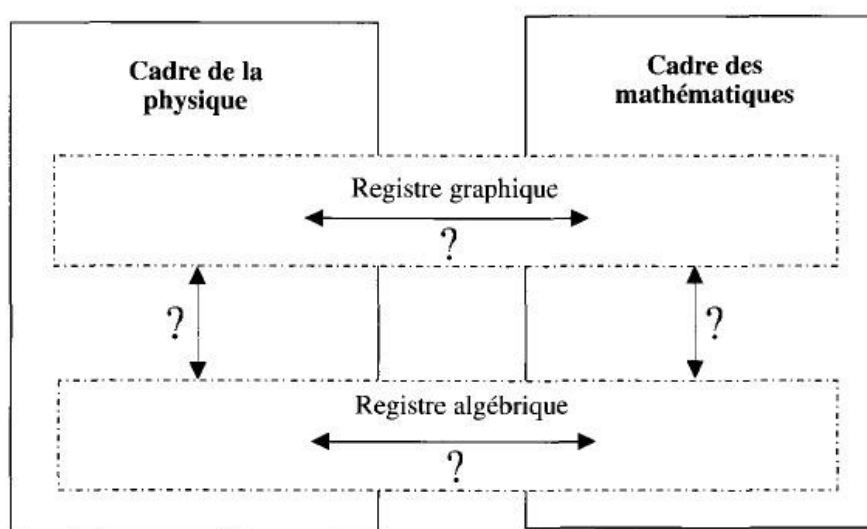 Cadre de la
physique
Cadre des
mathématiques
Registre graphique
?
?
?
Registre algébrique
?